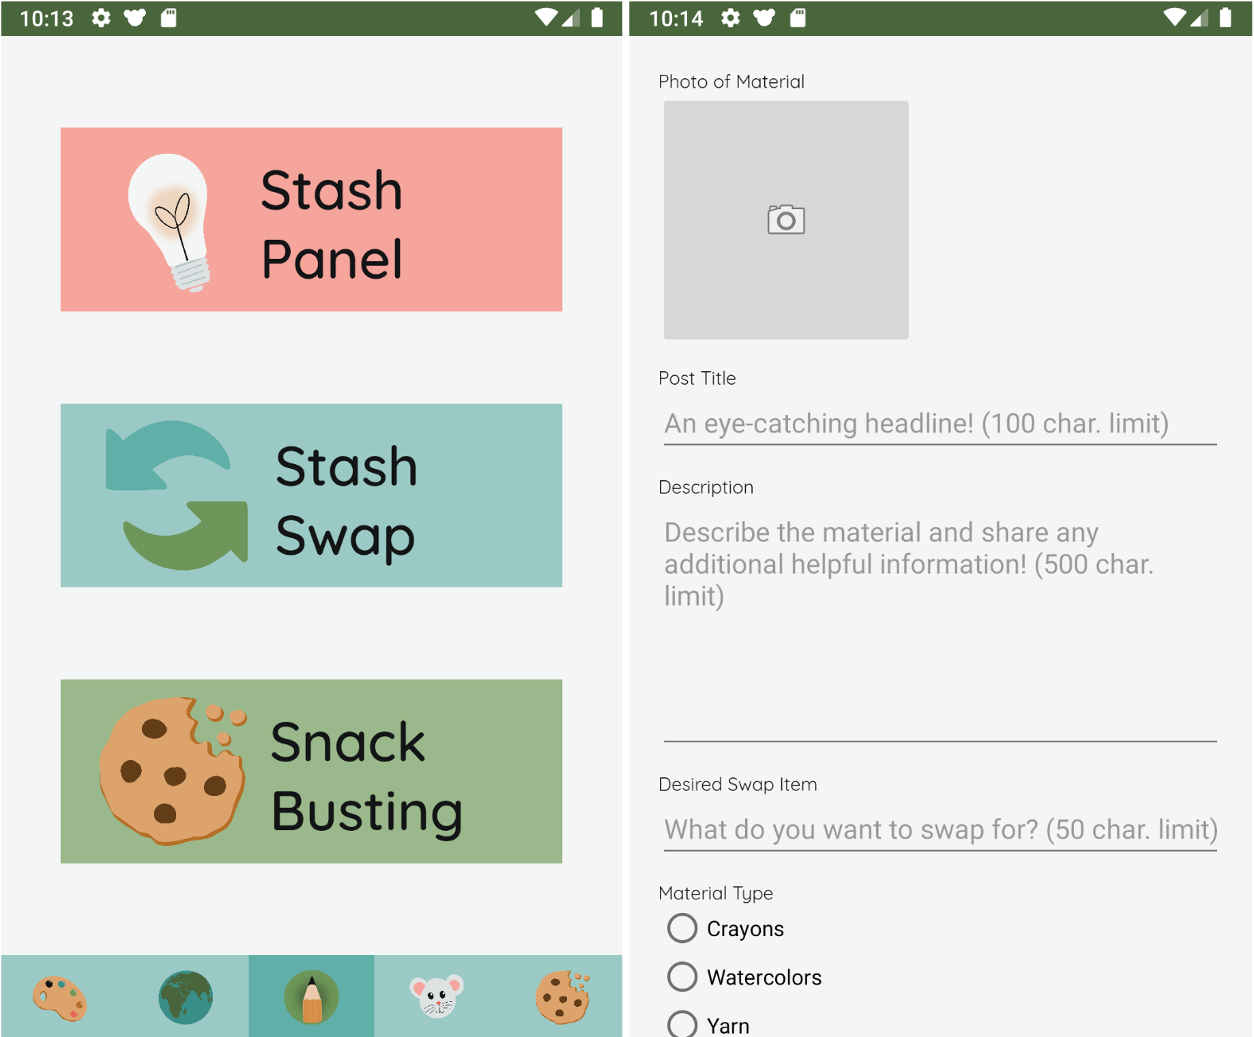 10:13
Stash
Panel
Stash
Swap
Snack
Busting
10:14
Photo of Material
Post Title
An eye-catching headline! (100 char. limit)
Description
Describe the material and share any
additional helpful information! (500 char.
limit)
Desired Swap Item
What do you want to swap for? (50 char. limit)
Material Type
Crayons
Watercolors
Yarn